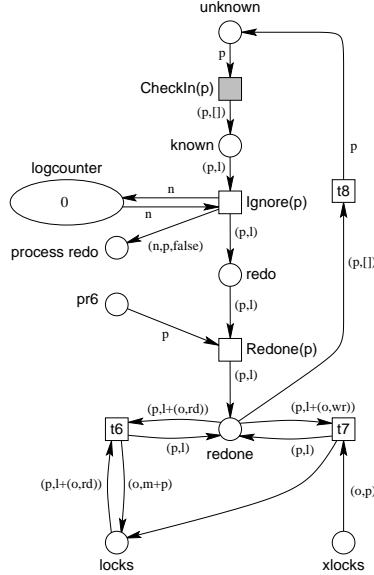 unknown
p
CheckIn(p)
(p,[])
known
p
(p,l)
logcounter
n
t8
0
Ignore(p)
n
(p,l)
process redo
(n,p,false)
(p,[])
redo
pr6
(p,l)
p
Redone(p)
(p,l)
(p,l+(o,rd))
(p,l+(o,wr))
t6
t7
(p,l)
(p,l)
redone
(p,l+(o,rd))
(o,m+p)
(o,p)
locks
xlocks